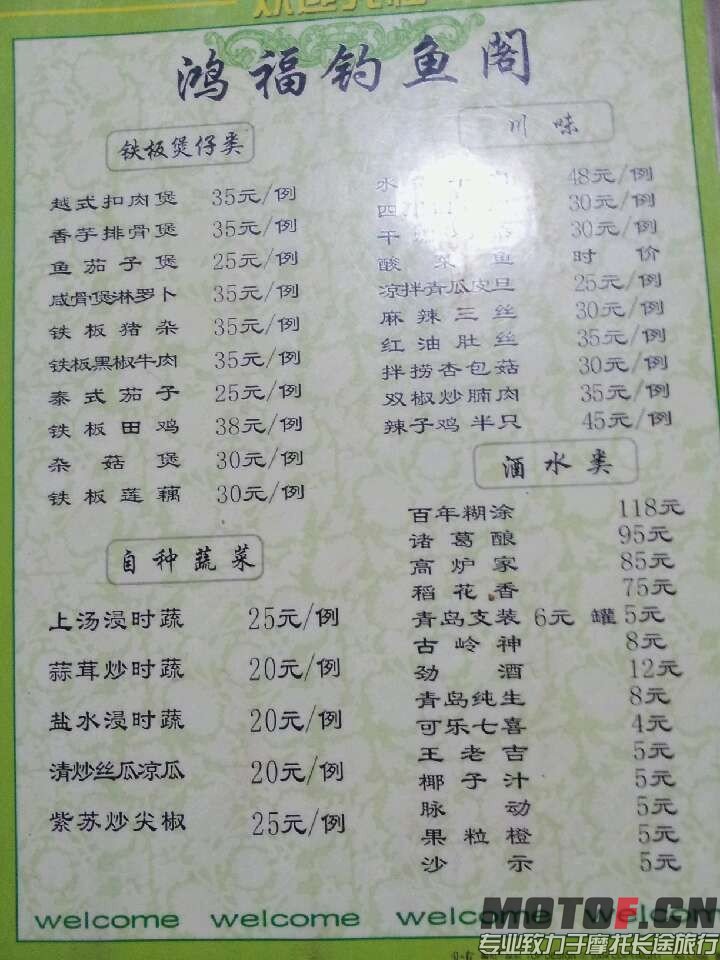 鸿福钓鱼阁
铁板煲仔类
越式扣肉煲 35元/例
香芋排骨煲 35元/例
鱼茄子煲 25元/例
咸骨煲淋罗卜 35元/例
铁板猪杂 35元/例
铁板黑椒牛肉 35元/例
泰式茄子 25元/例
铁板田鸡 38元/例
杂菇煲 30元/例
铁板莲藕 30元/例
自种蔬菜
上汤浸时蔬 25元/例
蒜茸炒时蔬 20元/例
盐水浸时蔬 20元/例
清炒丝瓜凉瓜 20元/例
紫苏炒尖椒 25元/例
川味
水 48元/例
四 30元/例
干 30元/例
酸菜鱼 时价
凉拌青瓜皮旦 25元/例
麻辣三丝 30元/例
红油肚丝 35元/例
拌捞杏包菇 30元/例
双椒炒腩肉 35元/例
辣子鸡半只 45元/例
酒水类
百年糊涂 118元
诸葛酿 95元
高炉家 85元
稻花香 75元
青岛支装 6元 罐5元
古岭神 8元
劲酒 12元
青岛纯生 8元
可乐七喜 4元
王老吉 5元
椰子汁 5元
脉动 5元
果粒橙 5元
沙示 5元
welcome welcome welcome welcome
MOTOF.CN
专业致力于摩托长途旅行